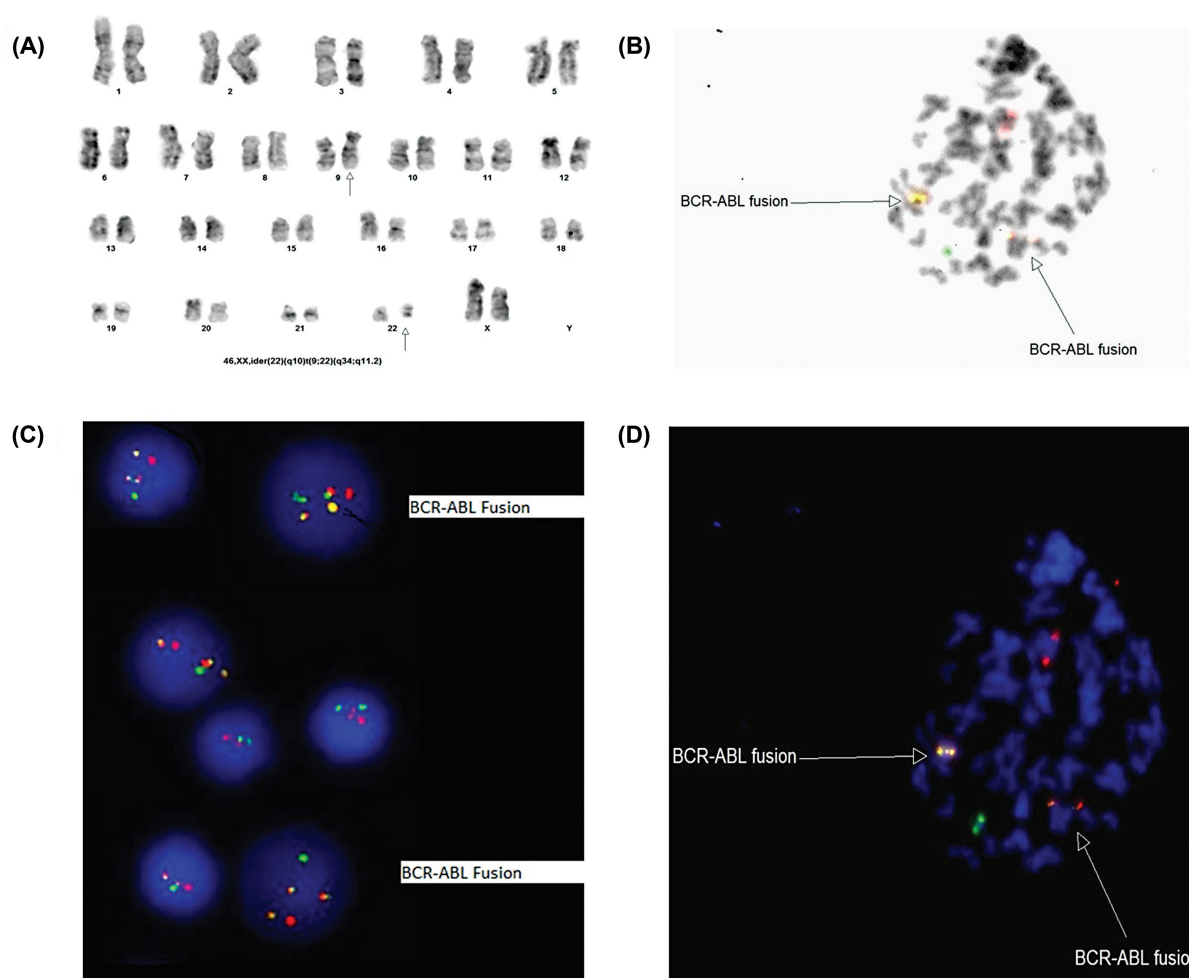 (A)
1 2 3 4 5
6 7 8 9 10 11 12
13 14 15 16 17 18
19 20 21 22 X Y
46,XX,ider(22)(q10)t(9;22)(q34;q11.2)
(B)
BCR-ABL fusion
BCR-ABL fusion
(C)
BCR-ABL Fusion
BCR-ABL Fusion
(D)
BCR-ABL fusion
BCR-ABL fusio